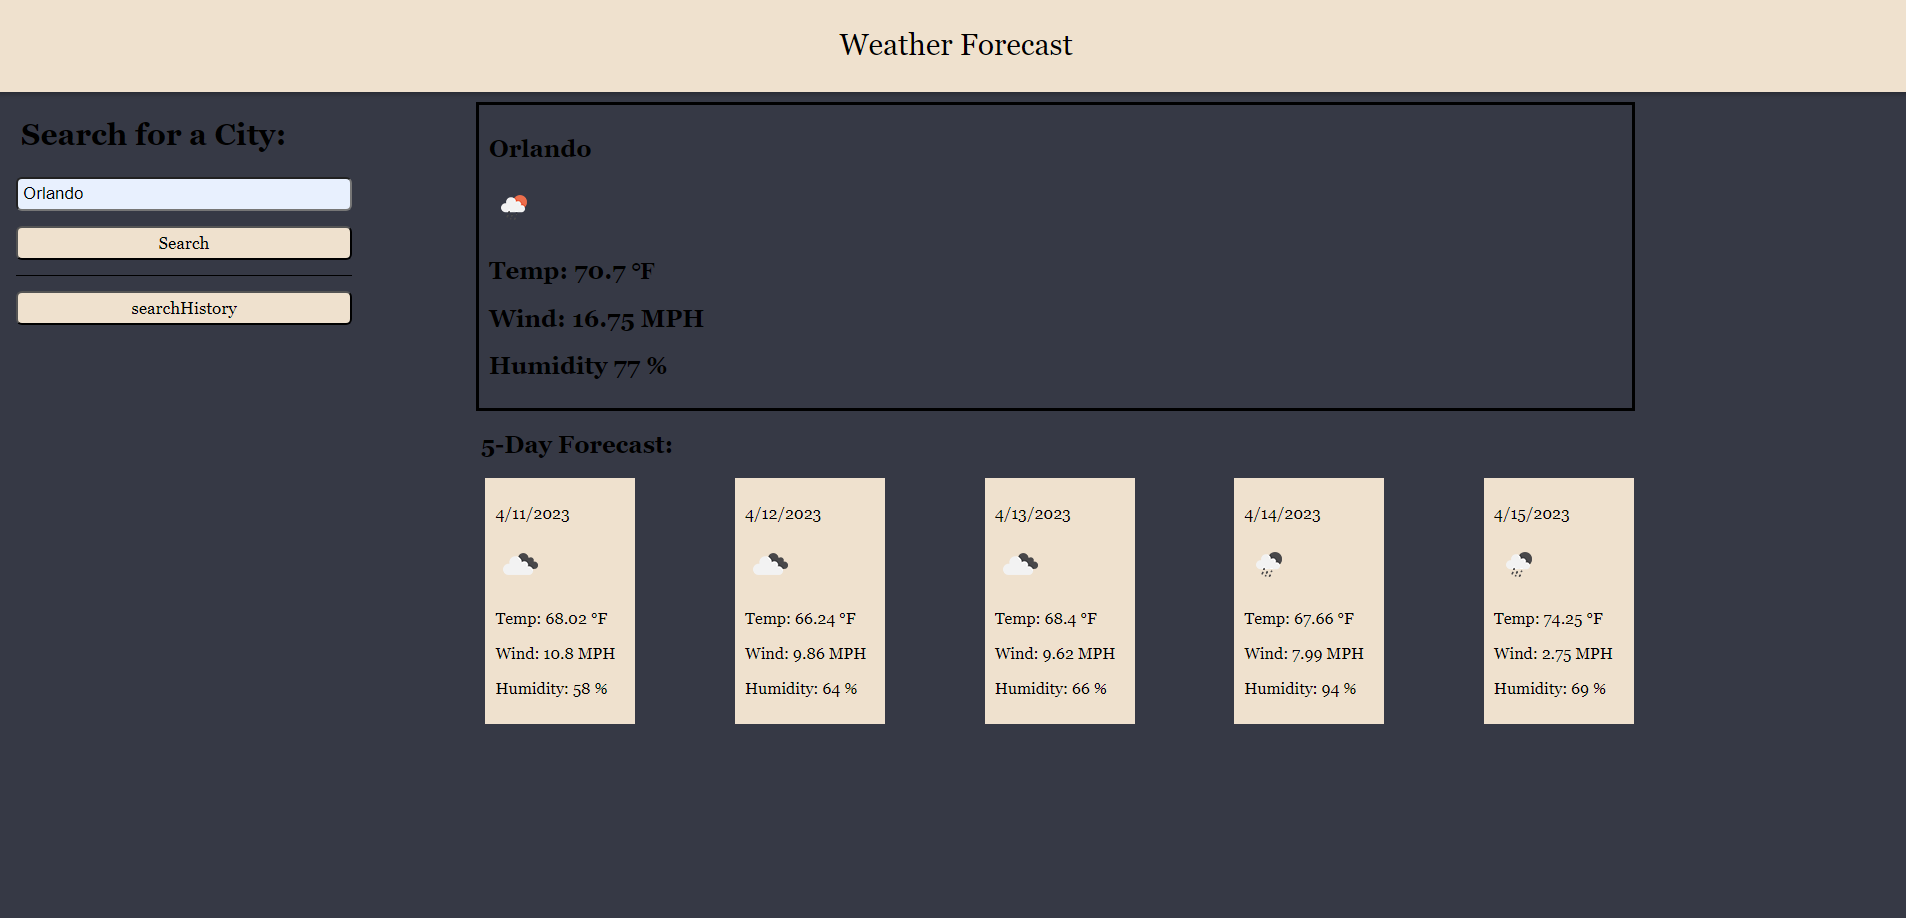 Weather Forecast
Search for a City:
Orlando
Search
searchHistory
Orlando
Temp: 70.7 °F
Wind: 16.75 MPH
Humidity 77 %
5-Day Forecast:
4/11/2023
Temp: 68.02 °F
Wind: 10.8 MPH
Humidity: 58 %
4/12/2023
Temp: 66.24 °F
Wind: 9.86 MPH
Humidity: 64 %
4/13/2023
Temp: 68.4 °F
Wind: 9.62 MPH
Humidity: 66 %
4/14/2023
Temp: 67.66 °F
Wind: 7.99 MPH
Humidity: 94 %
4/15/2023
Temp: 74.25 °F
Wind: 2.75 MPH
Humidity: 69 %